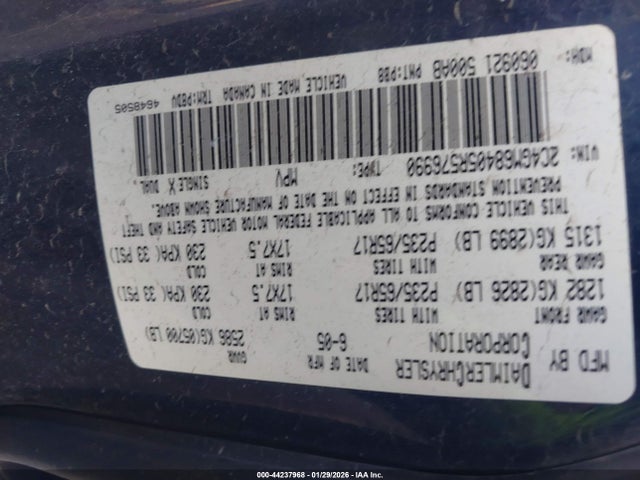 MFD BY DAIMLERCHRYSLER CORPORATION
DATE OF MFR 6-05
GVWR 2586 KG(05700 LB)
GAWR FRONT WITH TIRES RIMS AT COLD
1282 KG(2826 LB) P235/65R17 17X7.5 230 KPA(33 PSI)
GAWR REAR WITH TIRES RIMS AT COLD
1315 KG(2899 LB) P235/65R17 17X7.5 230 KPA(33 PSI)
THIS VEHICLE CONFORMS TO ALL APPLICABLE FEDERAL MOTOR VEHICLE SAFETY AND THEFT
PREVENTION STANDARDS IN EFFECT ON THE DATE OF MANUFACTURE SHOWN ABOVE.
VIN: 2C4GM68405R576990 TYPE: MPV SINGLE X DUAL
MDH: 060921 500AB PNT:PB8 VEHICLE MADE IN CANADA TRM:P6DV 4648505
000-44237968 | 01/29/2026 | IAA Inc.